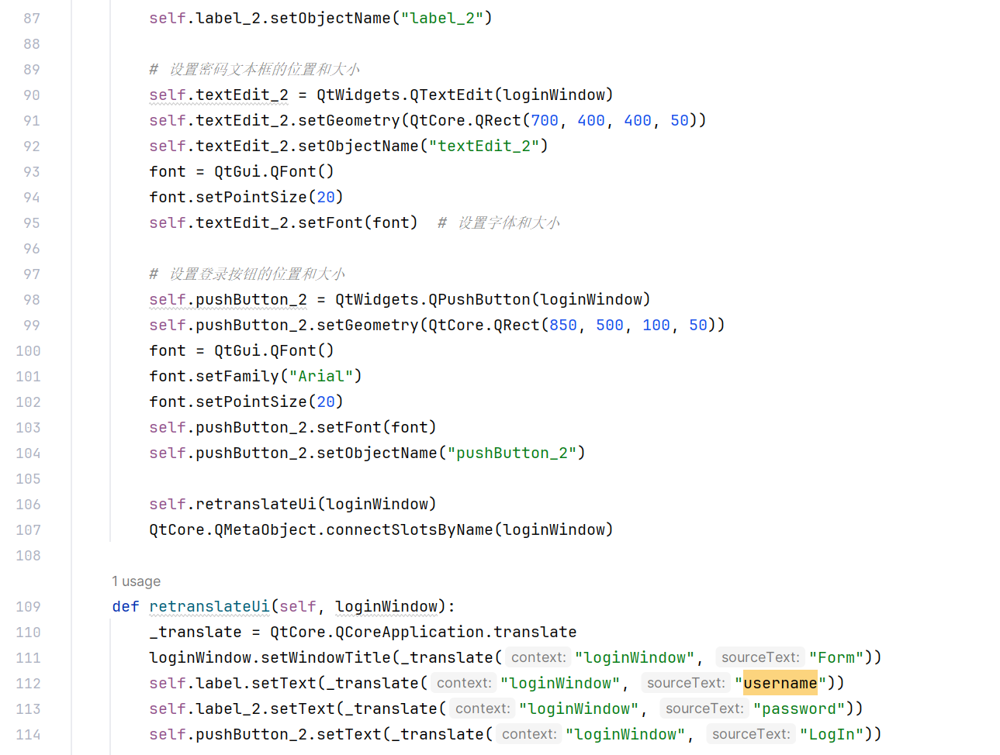 87 self.label_2.setObjectName("label_2")
88
89 # 设置密码文本框的位置和大小
90 self.textEdit_2 = QtWidgets.QTextEdit(loginWindow)
91 self.textEdit_2.setGeometry(QtCore.QRect(700, 400, 400, 50))
92 self.textEdit_2.setObjectName("textEdit_2")
93 font = QtGui.QFont()
94 font.setPointSize(20)
95 self.textEdit_2.setFont(font)  # 设置字体和大小
96
97 # 设置登录按钮的位置和大小
98 self.pushButton_2 = QtWidgets.QPushButton(loginWindow)
99 self.pushButton_2.setGeometry(QtCore.QRect(850, 500, 100, 50))
100 font = QtGui.QFont()
101 font.setFamily("Arial")
102 font.setPointSize(20)
103 self.pushButton_2.setFont(font)
104 self.pushButton_2.setObjectName("pushButton_2")
105
106 self.retranslateUi(loginWindow)
107 QtCore.QMetaObject.connectSlotsByName(loginWindow)
108
1 usage
109 def retranslateUi(self, loginWindow):
110 _translate = QtCore.QCoreApplication.translate
111 loginWindow.setWindowTitle(_translate( context: "loginWindow", sourceText: "Form"))
112 self.label.setText(_translate( context: "loginWindow", sourceText: "username"))
113 self.label_2.setText(_translate( context: "loginWindow", sourceText: "password"))
114 self.pushButton_2.setText(_translate( context: "loginWindow", sourceText: "LogIn"))